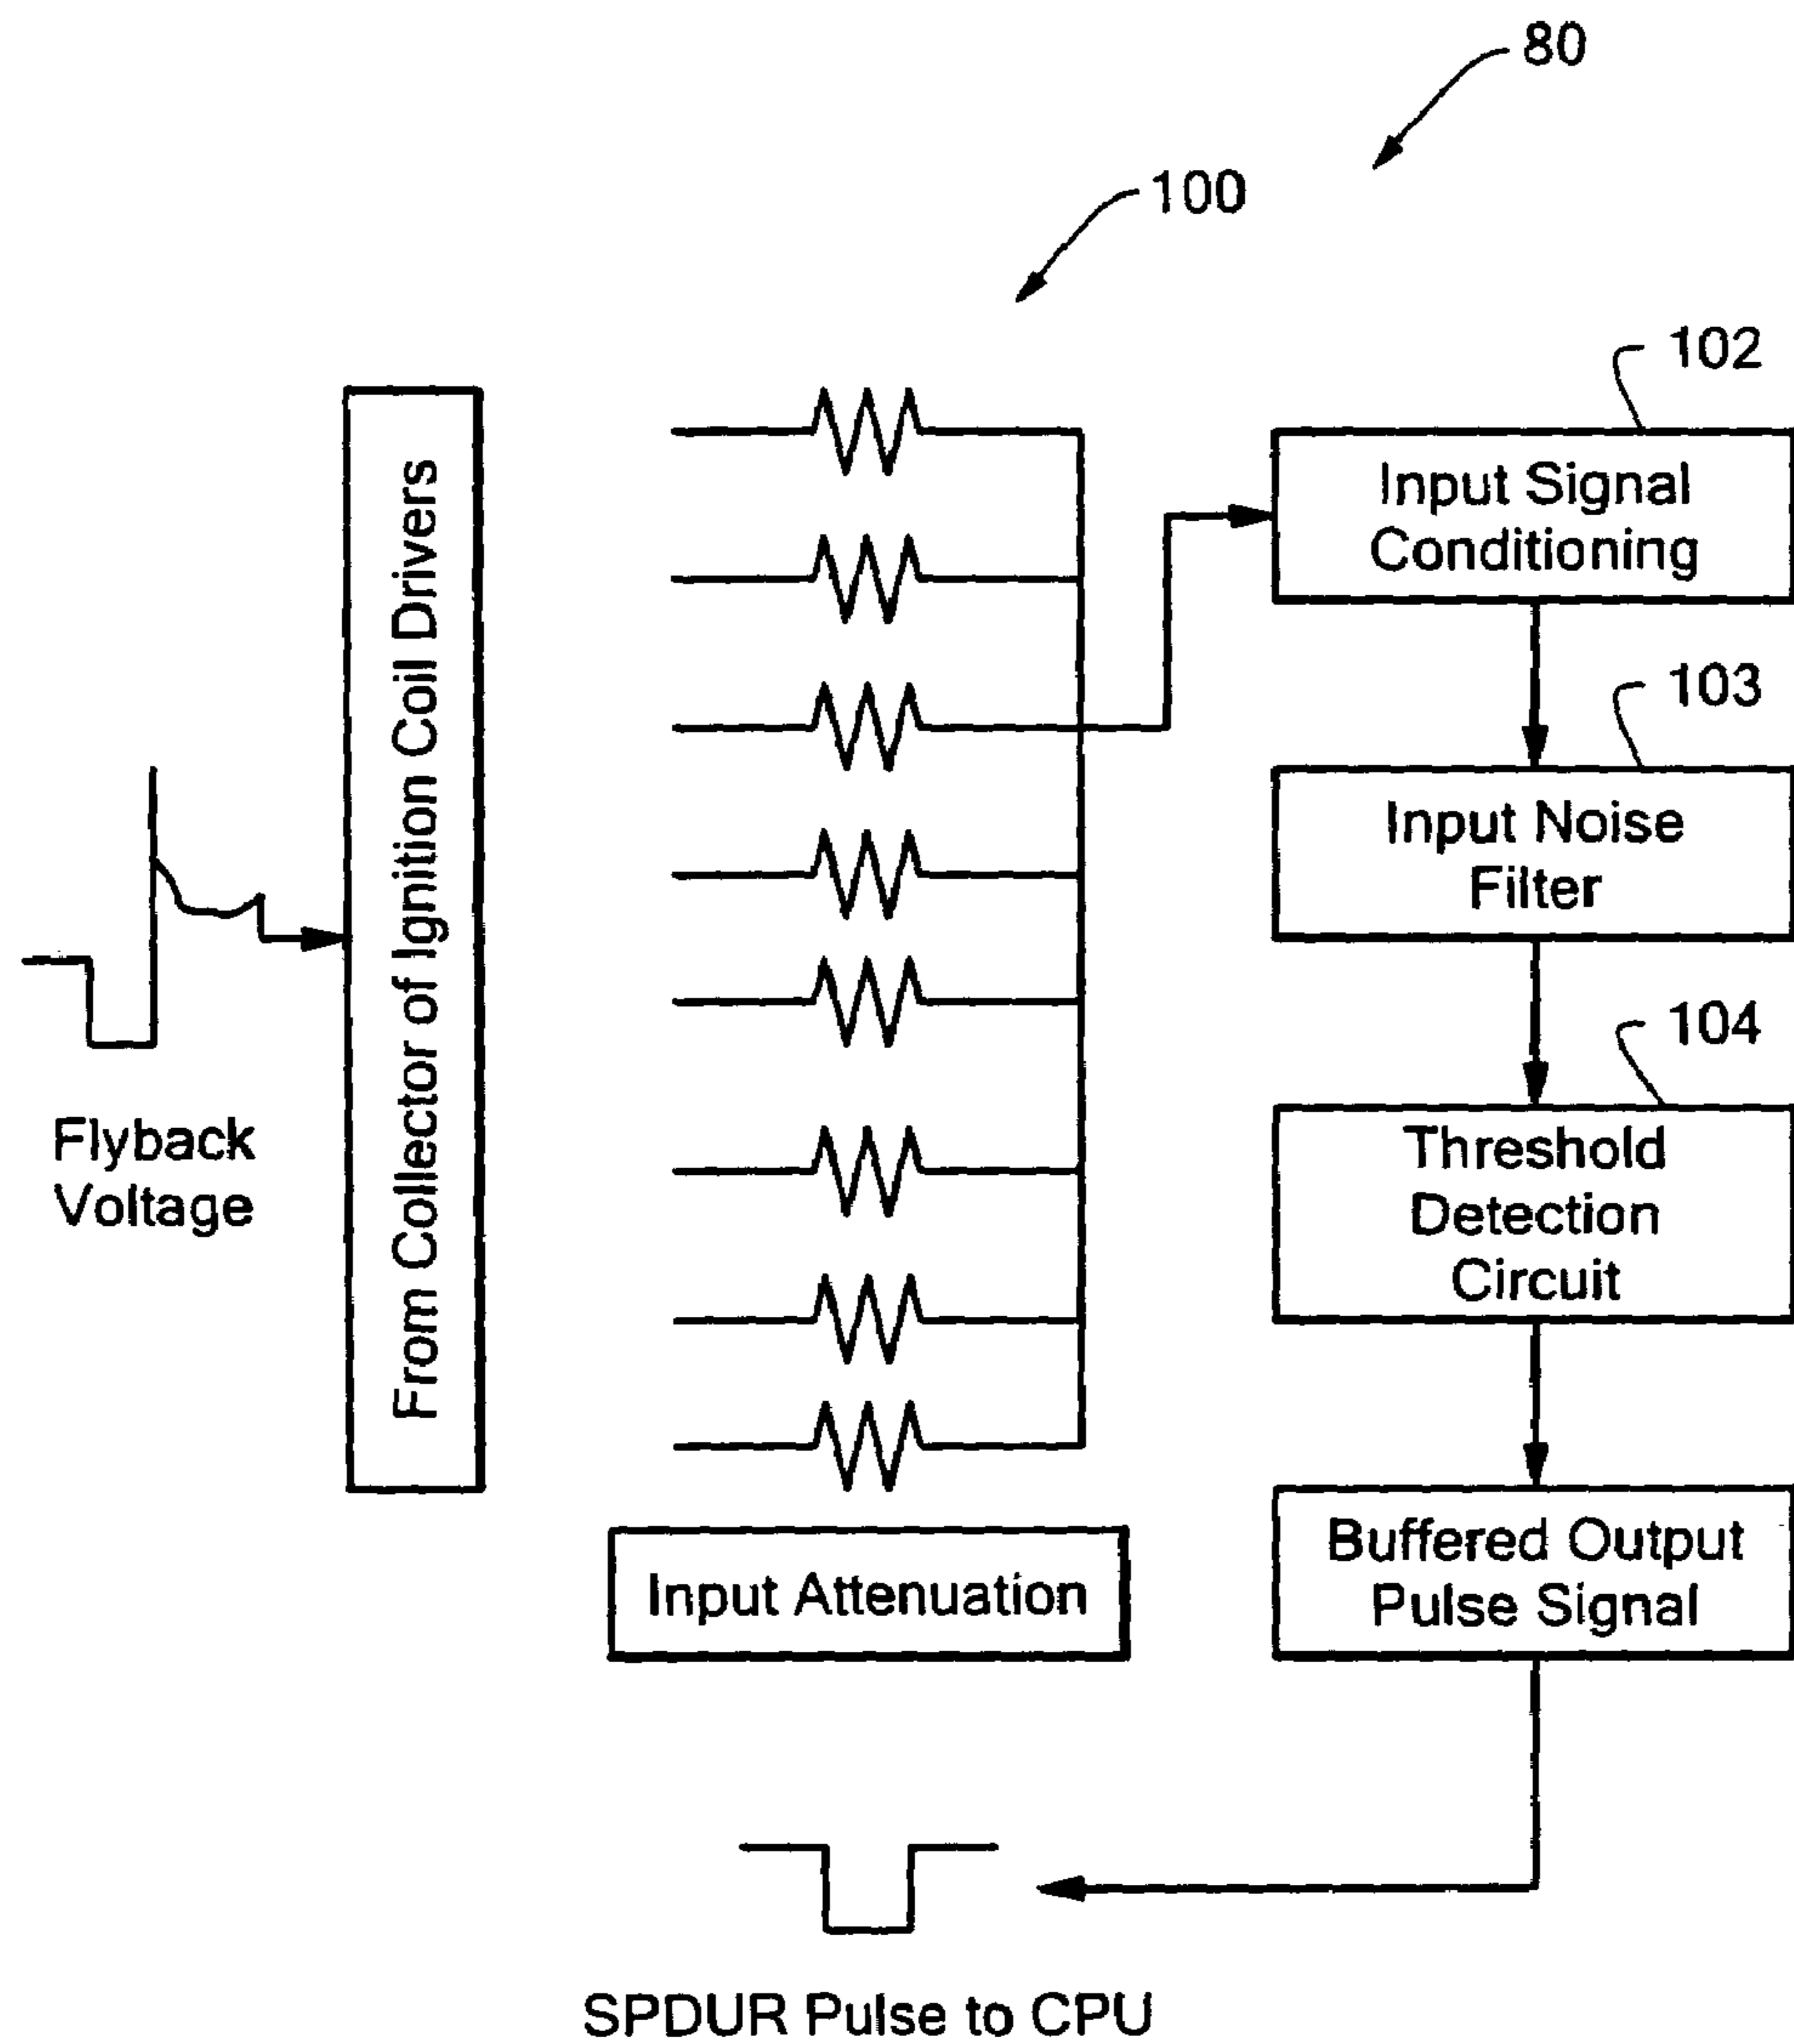 80
100
102
Input Signal
Conditioning
103
Input Noise
Filter
104
Threshold
Detection
Circuit
Buffered Output
Pulse Signal
From Collector of Ignition Coil Drivers
Flyback
Voltage
Input Attenuation
SPDUR Pulse to CPU